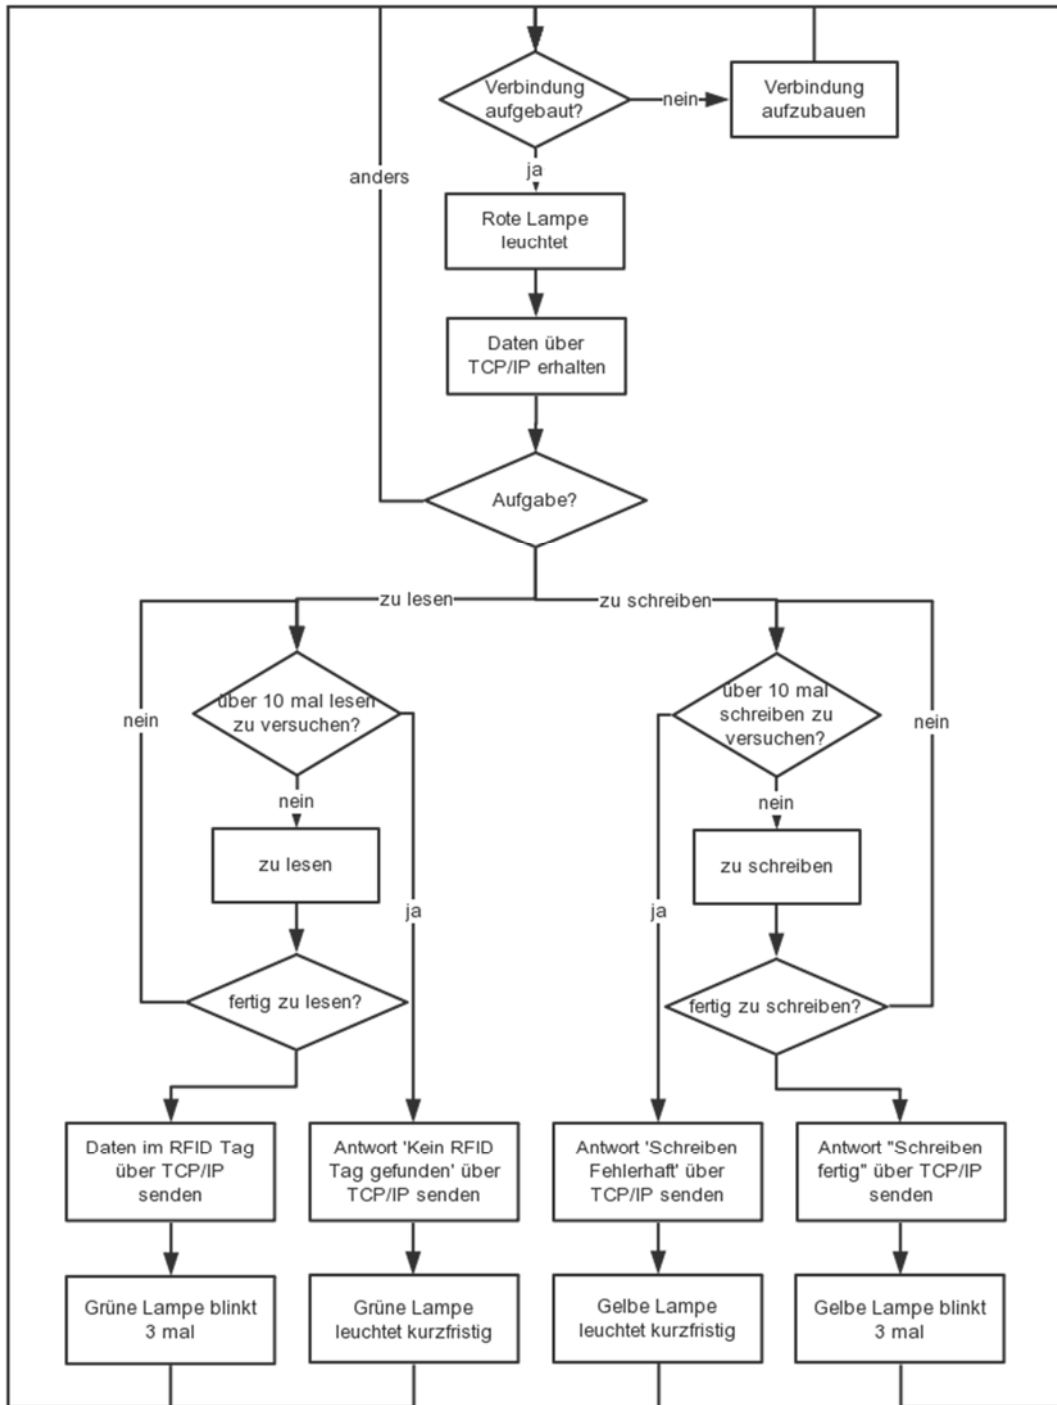 Verbindung
aufgebaut?
nein
Verbindung
aufzubauen
ja
anders
Rote Lampe
leuchtet
Daten über
TCP/IP erhalten
Aufgabe?
zu lesen
zu schreiben
über 10 mal lesen
zu versuchen?
nein
über 10 mal
schreiben zu
versuchen?
nein
nein
nein
zu lesen
zu schreiben
ja
ja
fertig zu lesen?
fertig zu schreiben?
Daten im RFID Tag
über TCP/IP
senden
Antwort 'Kein RFID
Tag gefunden' über
TCP/IP senden
Antwort 'Schreiben
Fehlerhaft' über
TCP/IP senden
Antwort "Schreiben
fertig" über TCP/IP
senden
Grüne Lampe blinkt
3 mal
Grüne Lampe
leuchtet kurzfristig
Gelbe Lampe
leuchtet kurzfristig
Gelbe Lampe blinkt
3 mal